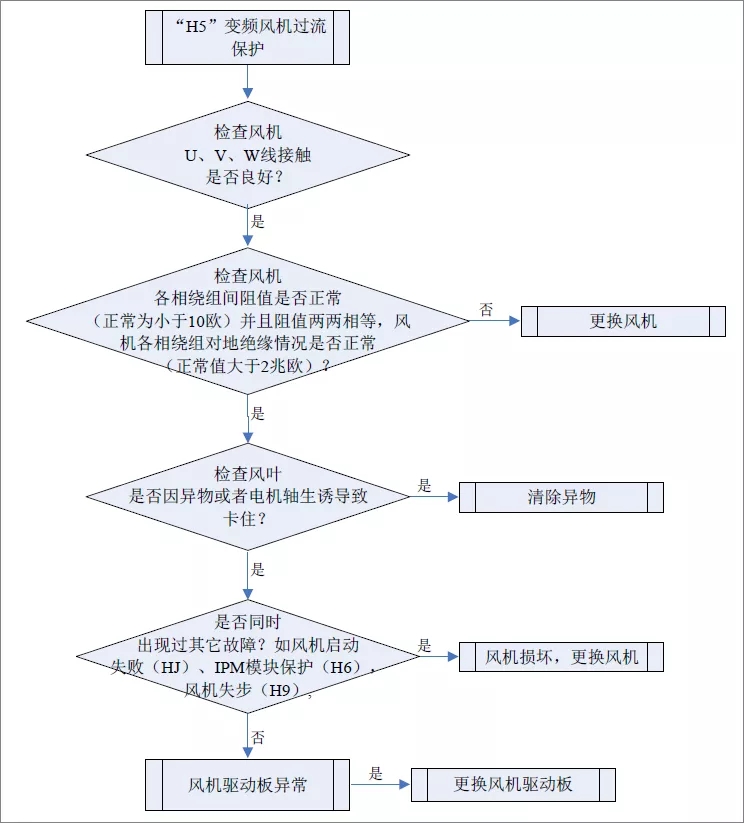 “H5”变频风机过流
保护
检查风机
U、V、W线接触
是否良好？
是
检查风机
各相绕组间阻值是否正常
（正常为小于10欧）并且阻值两两相等，风
机各相绕组对地绝缘情况是否正常
（正常值大于2兆欧）？
否
更换风机
是
检查风叶
是否因异物或者电机轴生诱导致
卡住？
是
清除异物
是
是否同时
出现过其它故障？如风机启动
失败（HJ）、IPM模块保护（H6），
风机失步（H9），
是
风机损坏，更换风机
否
风机驱动板异常
是
更换风机驱动板